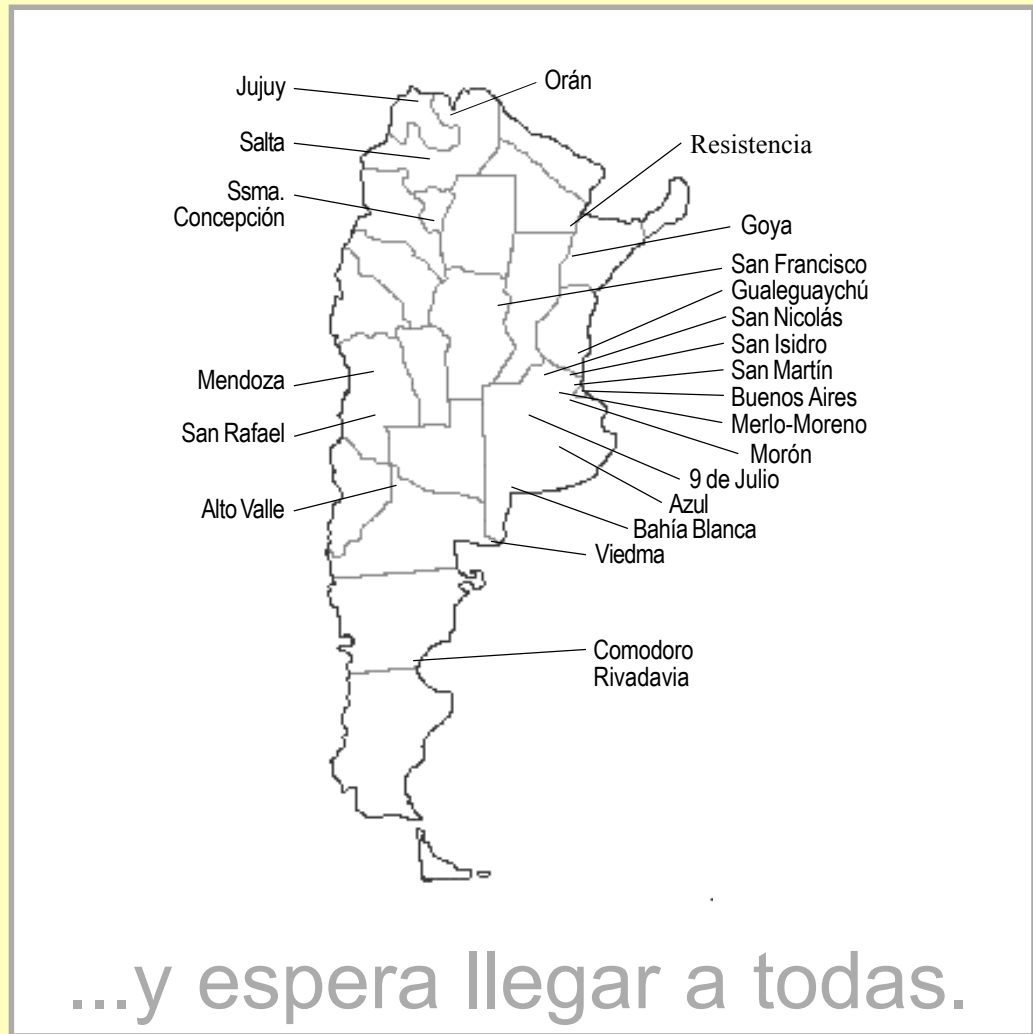 Jujuy
Orán
Salta
Resistencia
Ssma.
Concepción
Goya
San Francisco
Gualeguaychú
San Nicolás
San Isidro
Mendoza
San Martín
Buenos Aires
San Rafael
Merlo-Moreno
Morón
9 de Julio
Alto Valle
Azul
Bahía Blanca
Viedma
Comodoro
Rivadavia
...y espera llegar a todas.